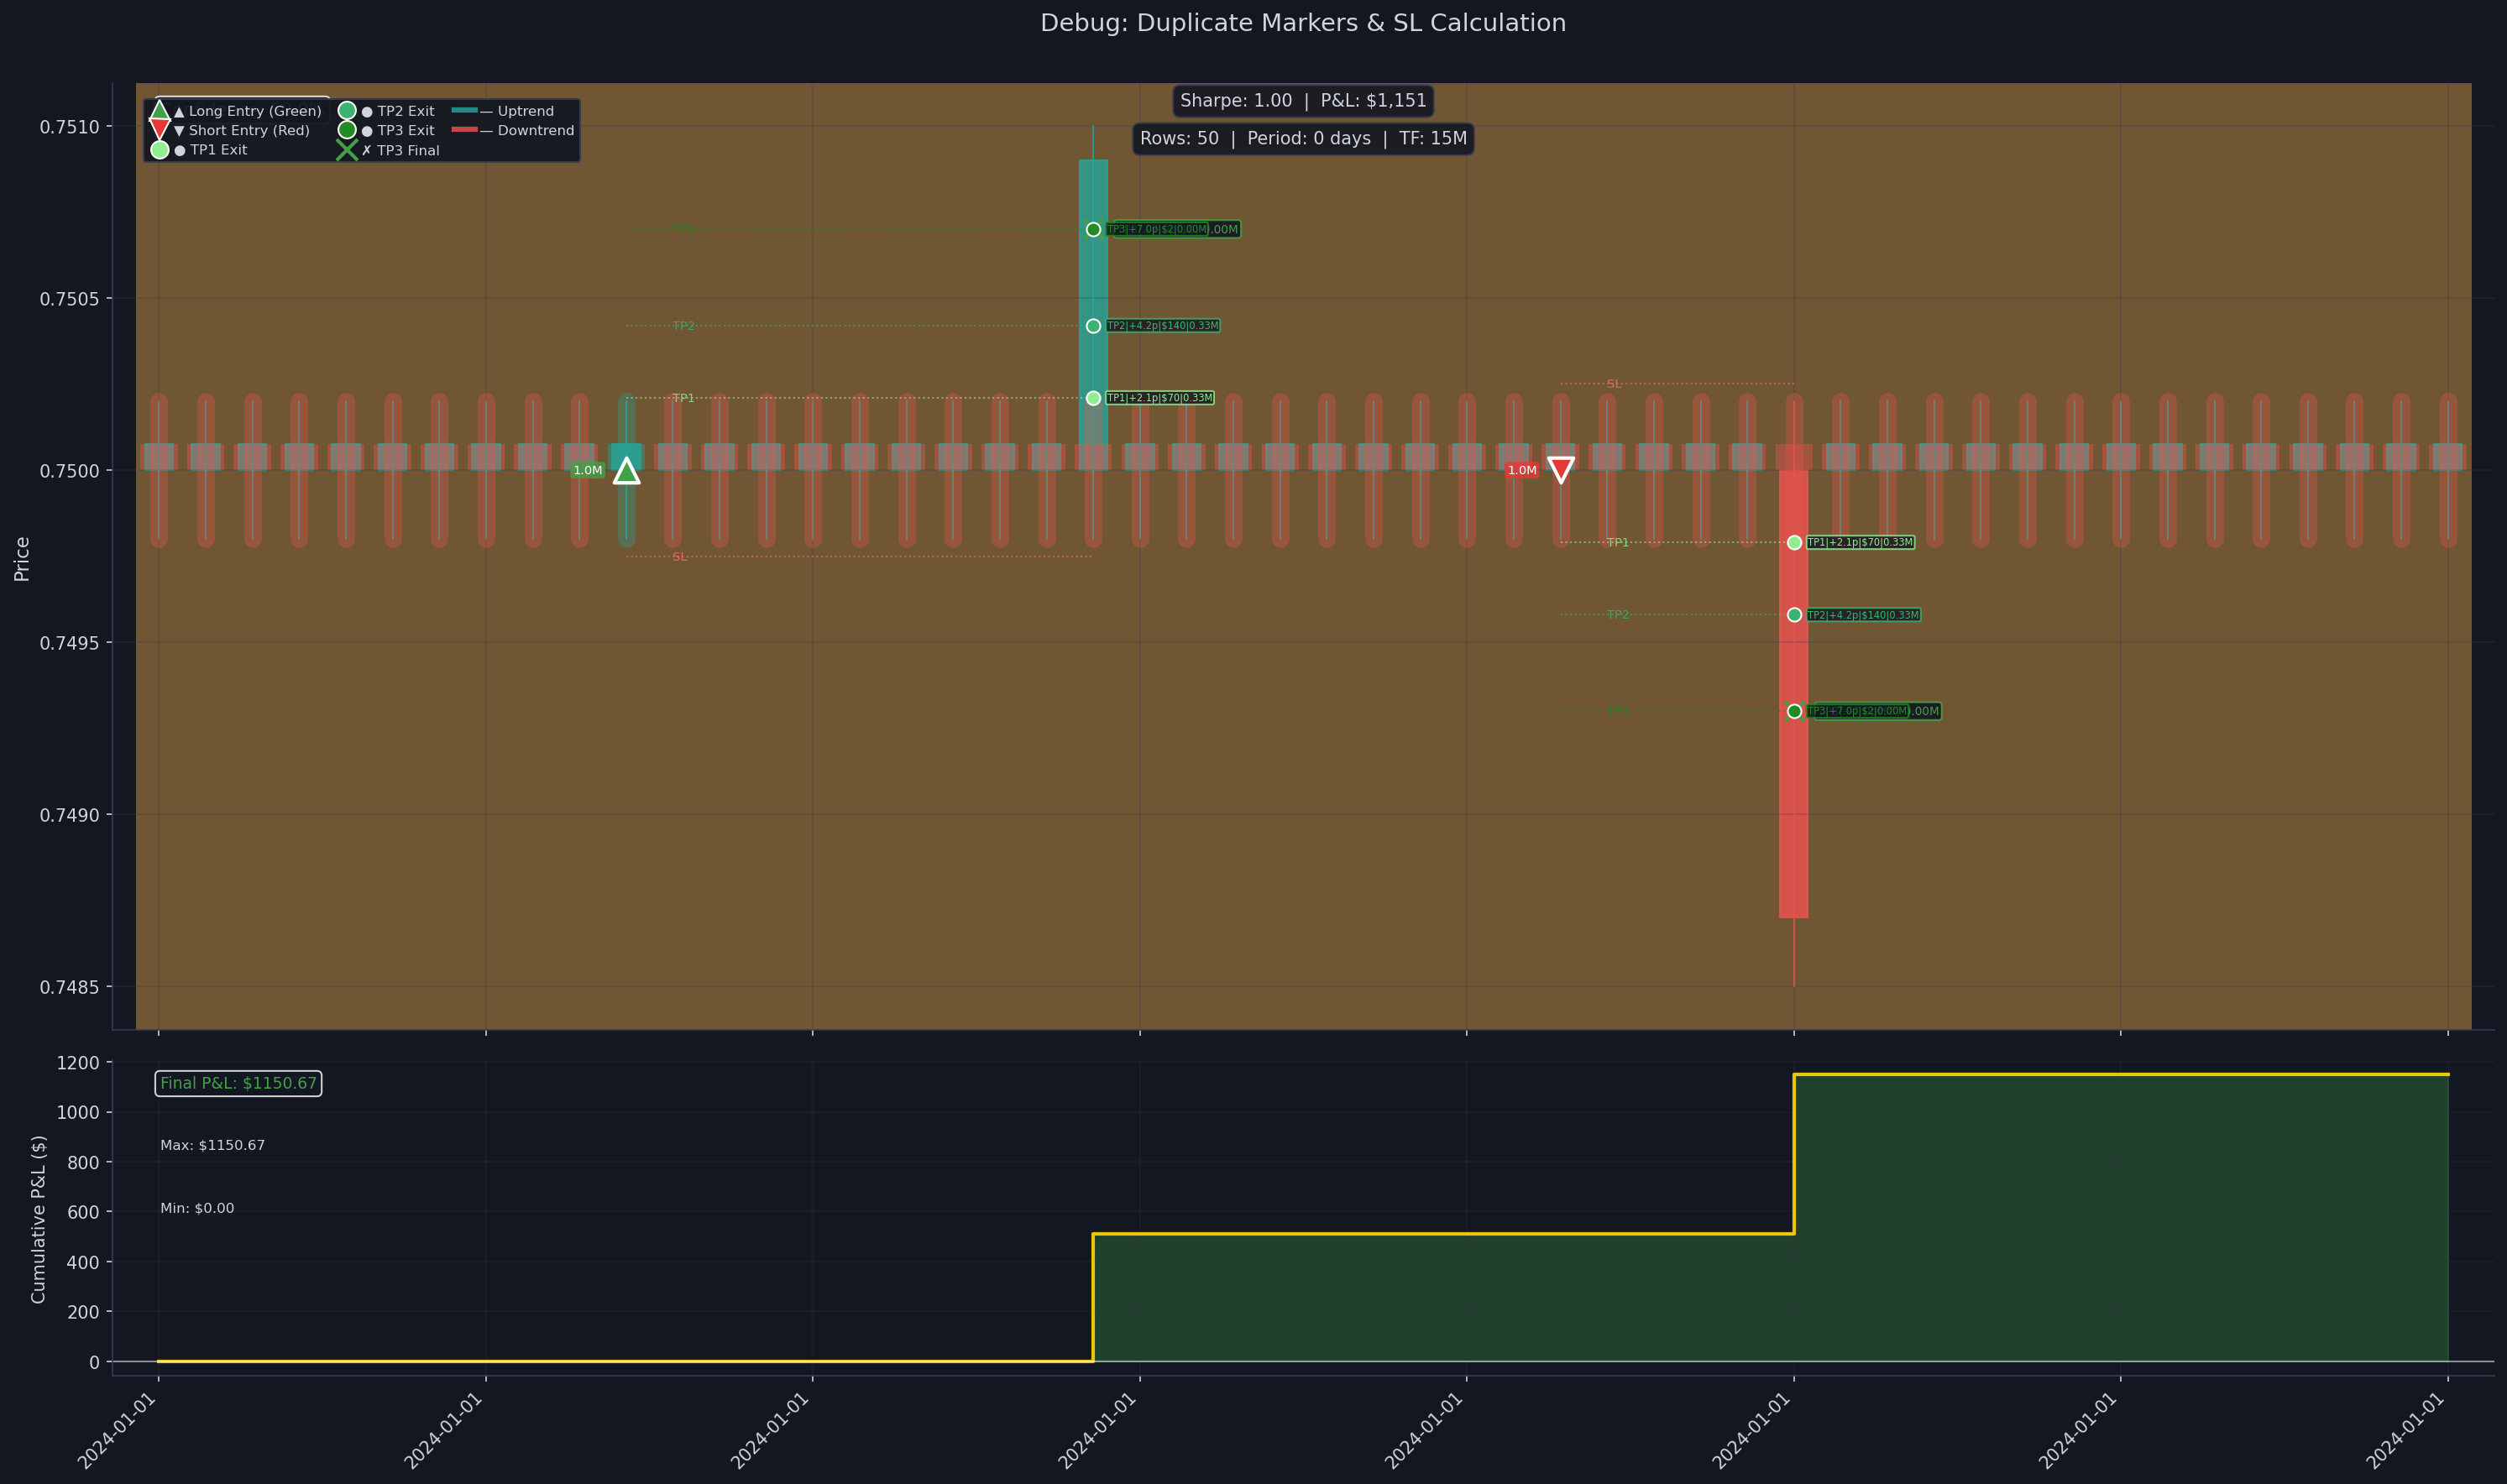 Debug: Duplicate Markers & SL Calculation
▲ Long Entry (Green)
▼ Short Entry (Red)
● TP1 Exit
● TP2 Exit
● TP3 Exit
✗ TP3 Final
— Uptrend
— Downtrend
Sharpe: 1.00 | P&L: $1,151
Rows: 50 | Period: 0 days | TF: 15M
Price
0.7510
0.7505
0.7500
0.7495
0.7490
0.7485
TP3|+7.0p|$2|0.00M
.00M
TP2
TP2|+4.2p|$140|0.33M
TP1
TP1|+2.1p|$70|0.33M
SL
1.0M
1.0M
SL
TP1
TP1|+2.1p|$70|0.33M
TP2
TP2|+4.2p|$140|0.33M
TP3|+7.0p|$2|0.00M
.00M
Cumulative P&L ($)
1200
1000
800
600
400
200
0
Final P&L: $1150.67
Max: $1150.67
Min: $0.00
2024-01-01
2024-01-01
2024-01-01
2024-01-01
2024-01-01
2024-01-01
2024-01-01
2024-01-01